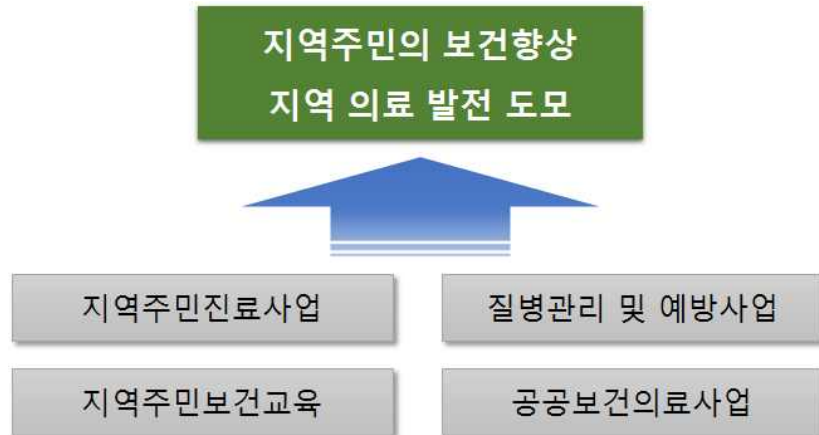 지역주민의 보건향상
지역 의료 발전 도모
지역주민진료사업
질병관리 및 예방사업
지역주민보건교육
공공보건의료사업